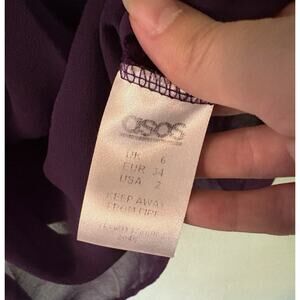 asos
UK 6
EUR 34
USA 2
KEEP AWAY
FROM FIRE